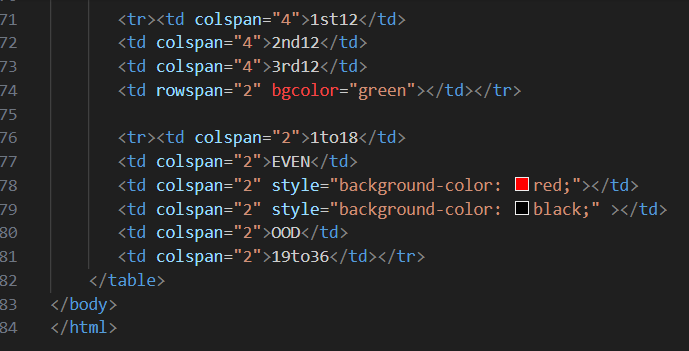 71 <tr><td colspan="4">1st12</td>
72 <td colspan="4">2nd12</td>
73 <td colspan="4">3rd12</td>
74 <td rowspan="2" bgcolor="green"></td></tr>
75
76 <tr><td colspan="2">1to18</td>
77 <td colspan="2">EVEN</td>
78 <td colspan="2" style="background-color: red;"></td>
79 <td colspan="2" style="background-color: black;" ></td>
80 <td colspan="2">OOD</td>
81 <td colspan="2">19to36</td></tr>
82 </table>
83 </body>
84 </html>